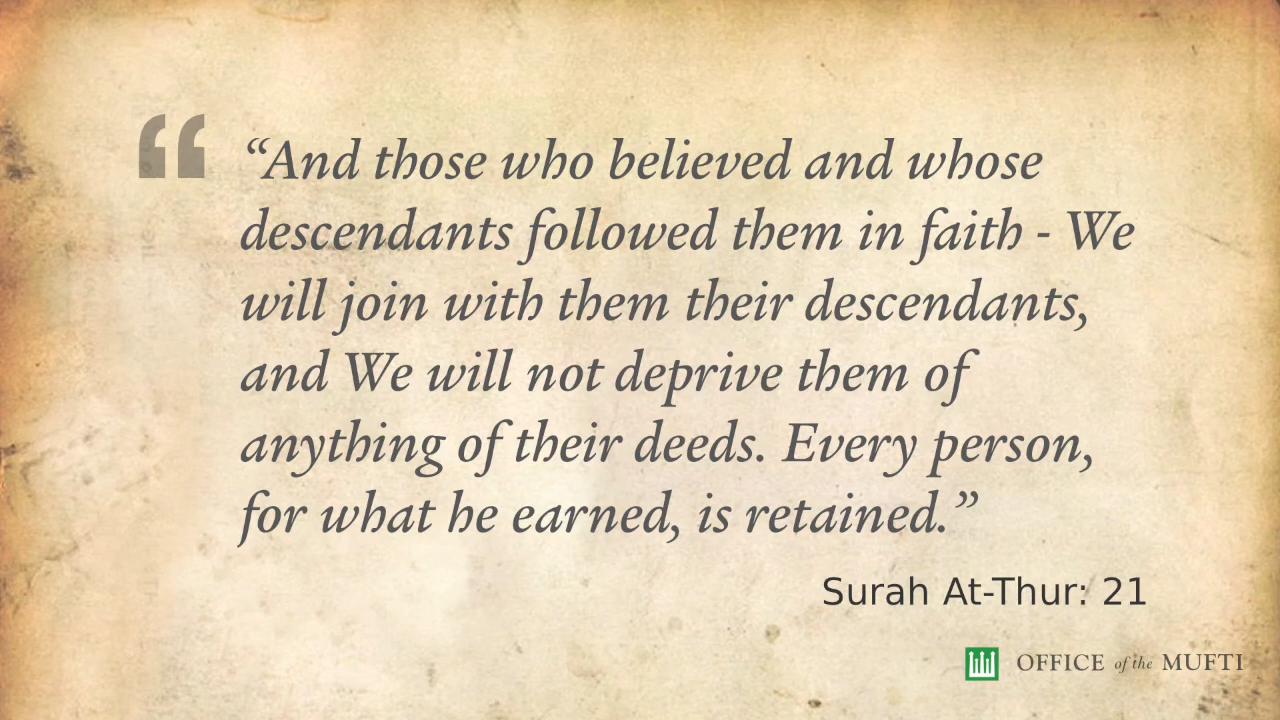 “And those who believed and whose
descendants followed them in faith - We
will join with them their descendants,
and We will not deprive them of
anything of their deeds. Every person,
for what he earned, is retained.”
Surah At-Thur: 21
OFFICE of the MUFTI